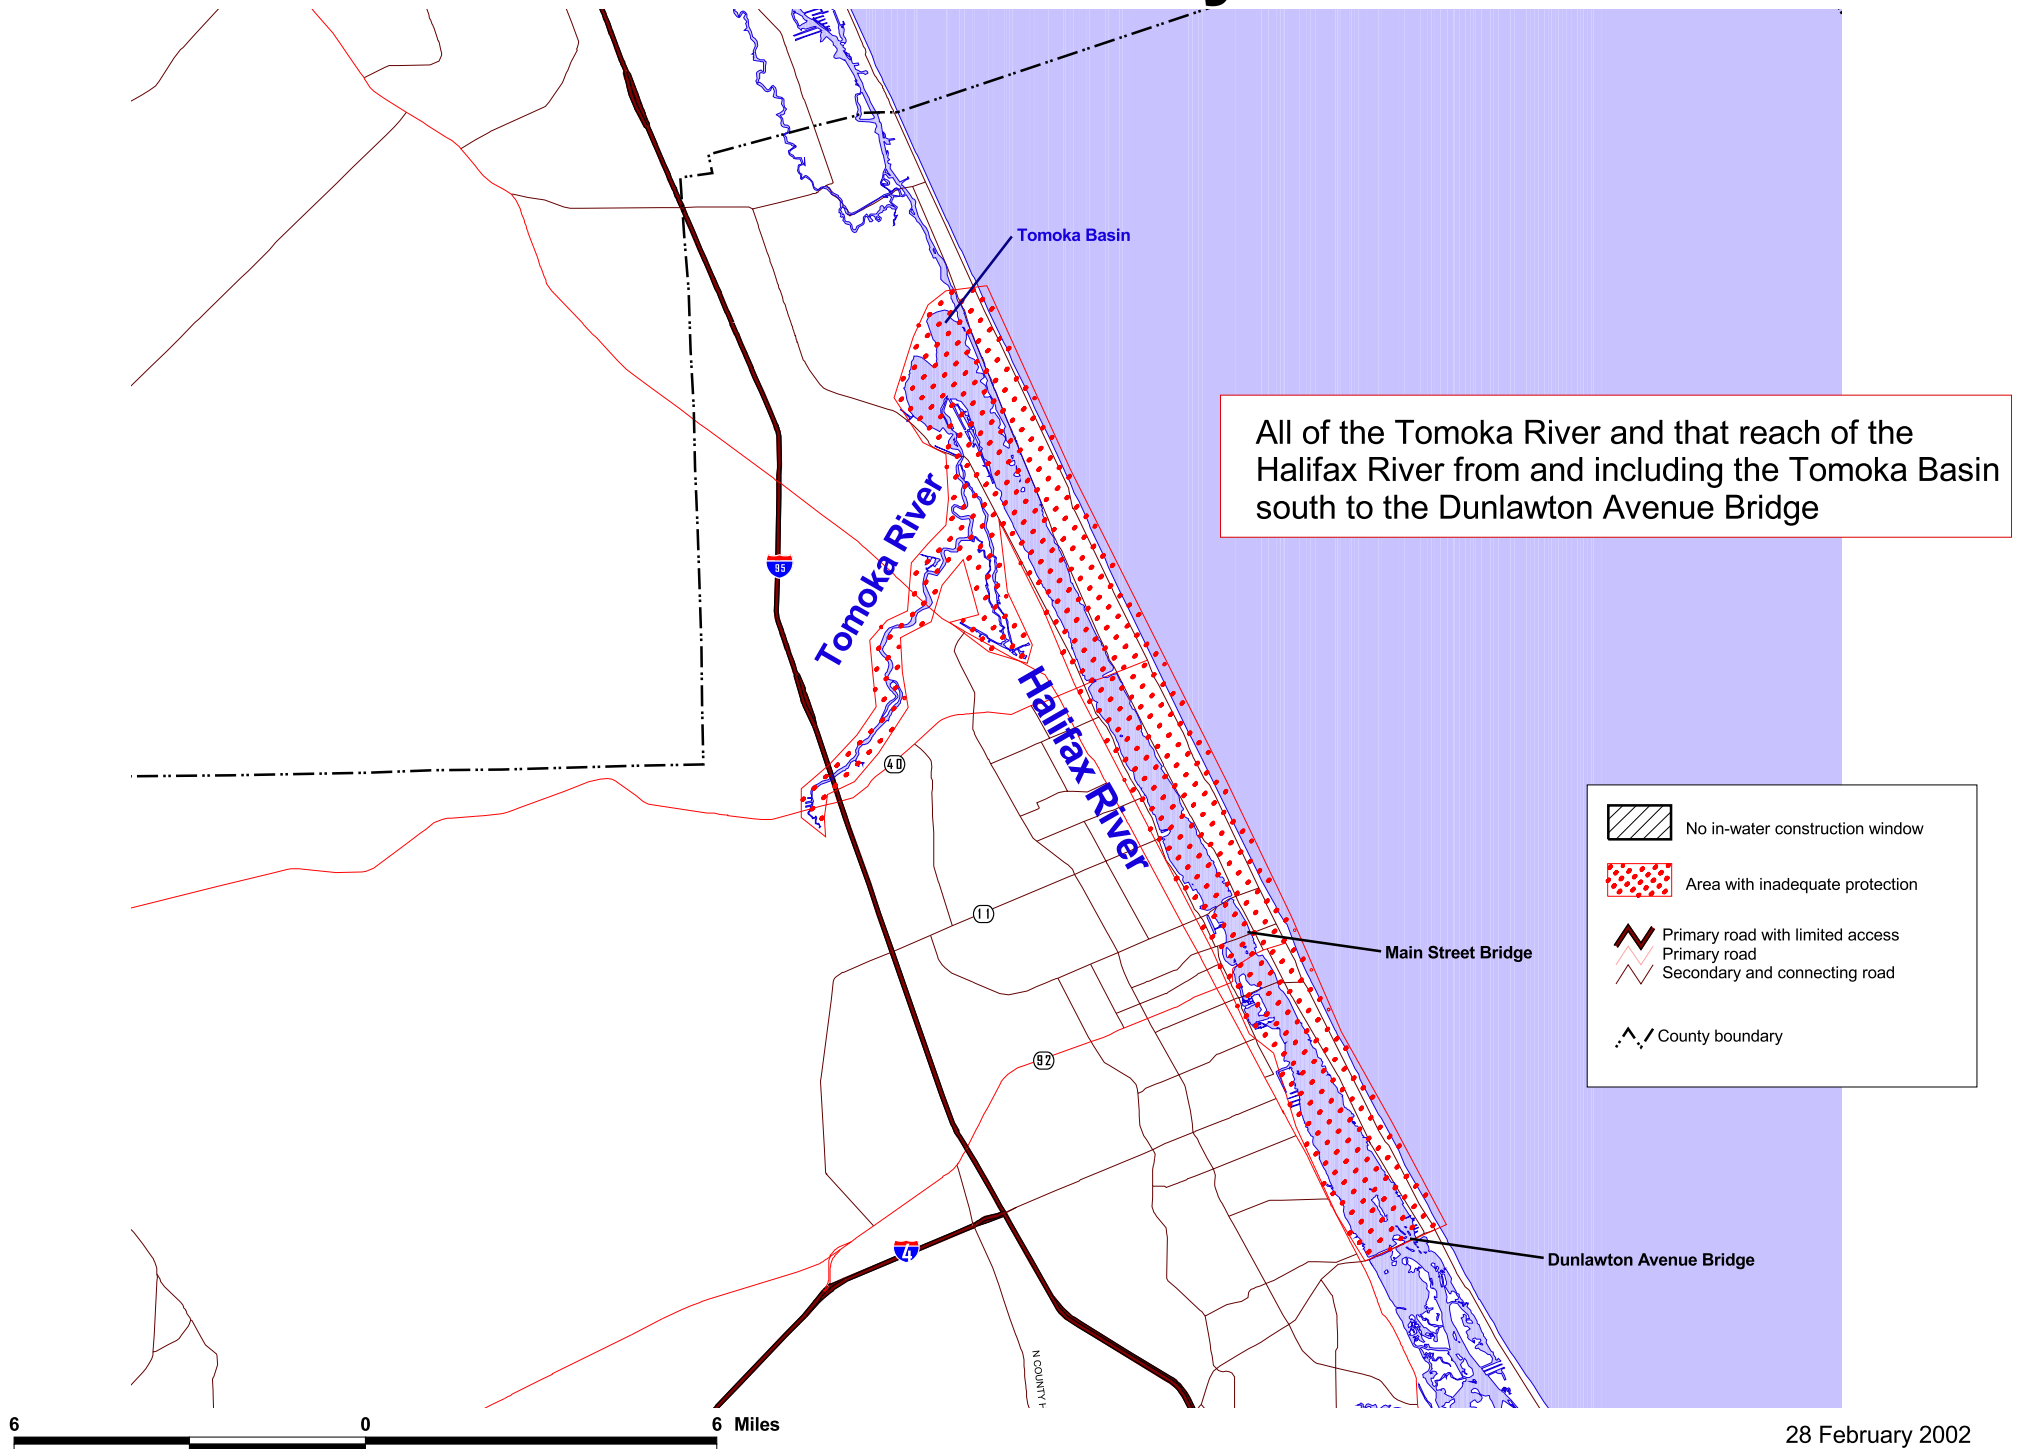 Tomoka Basin
All of the Tomoka River and that reach of the
Halifax River from and including the Tomoka Basin
south to the Dunlawton Avenue Bridge
Tomoka River
95
Halifax River
40
No in-water construction window
Area with inadequate protection
11
Primary road with limited access
Main Street Bridge
Primary road
Secondary and connecting road
County boundary
92
4
Dunlawton Avenue Bridge
N COUNTY
6 0 6 Miles
28 February 2002